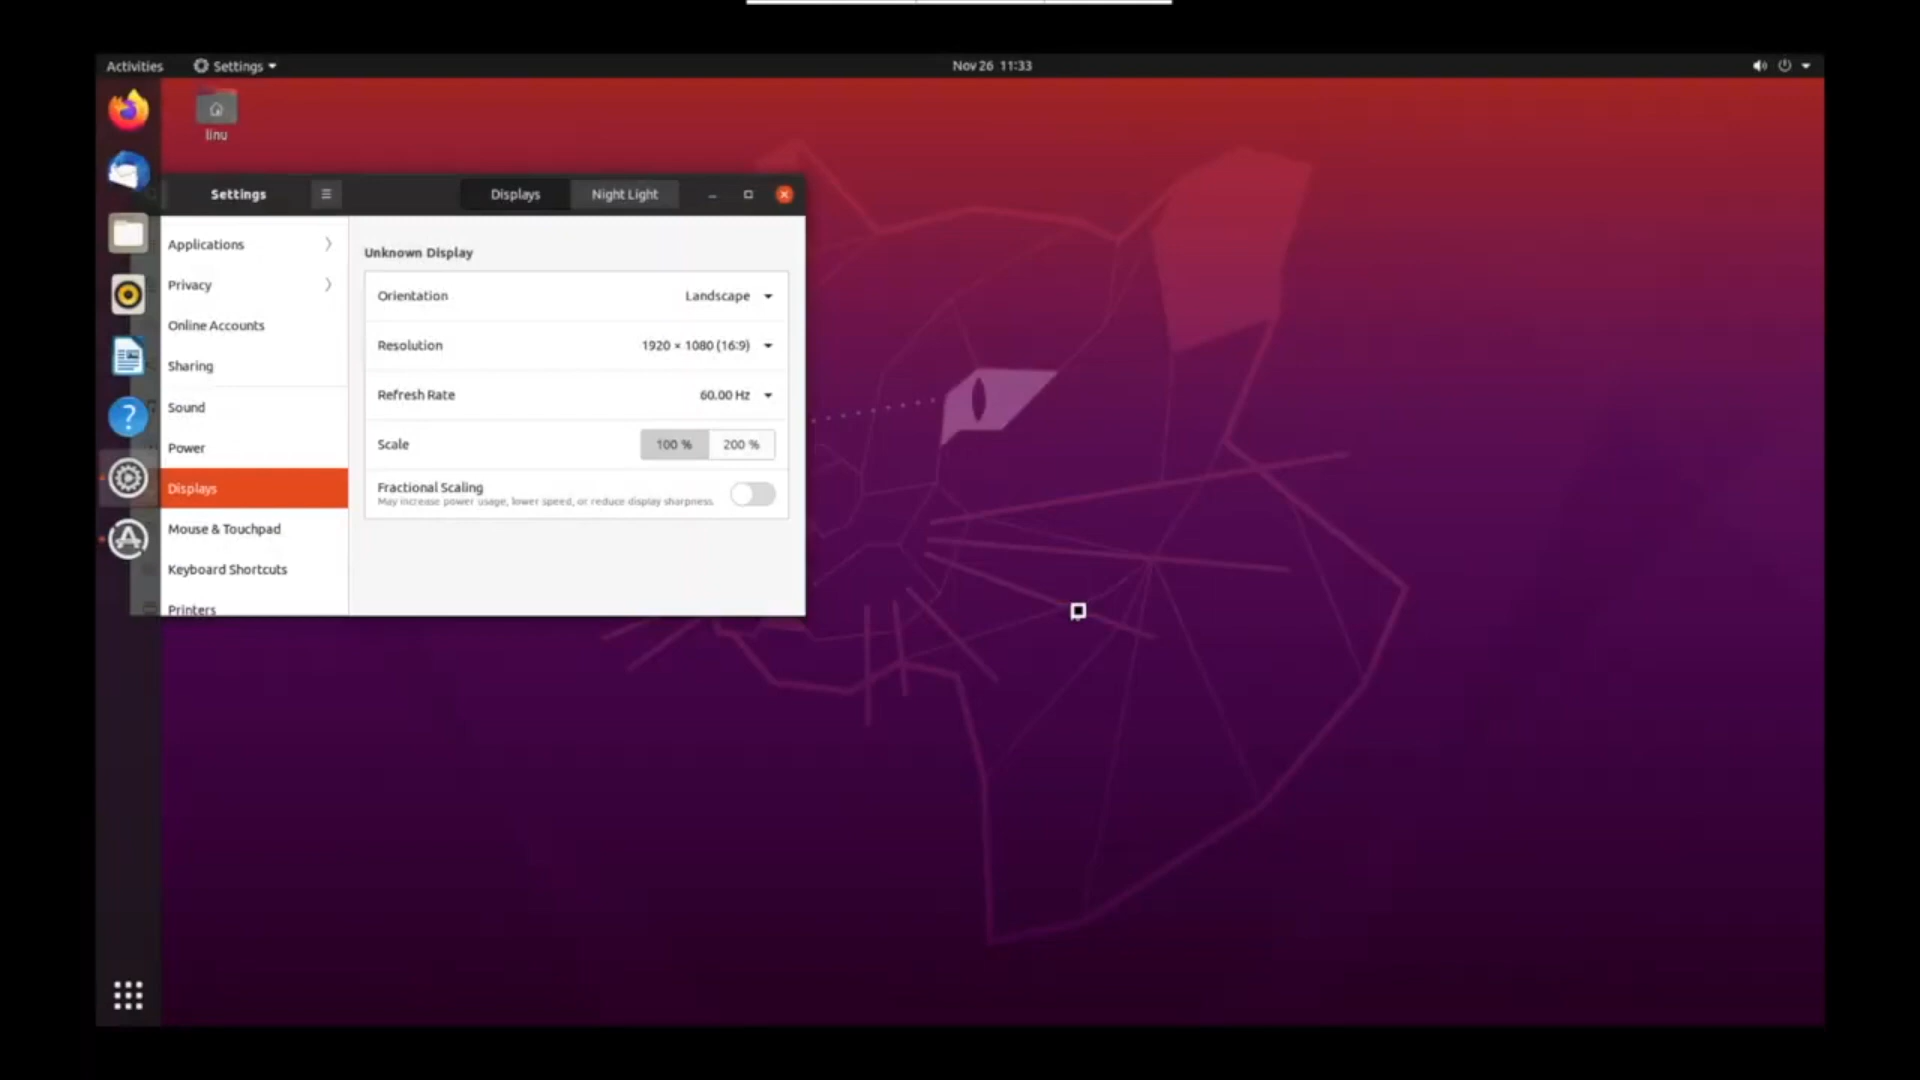 Activities
Settings
Nov 26 11:33
linu
Settings
Displays
Night Light
Applications
Privacy
Online Accounts
Sharing
Sound
Power
Displays
Mouse & Touchpad
Keyboard Shortcuts
Printers
Unknown Display
Orientation
Landscape
Resolution
1920 × 1080 (16:9)
Refresh Rate
60.00 Hz
Scale
100 %
200 %
Fractional Scaling
May increase power usage, lower speed, or reduce display sharpness.